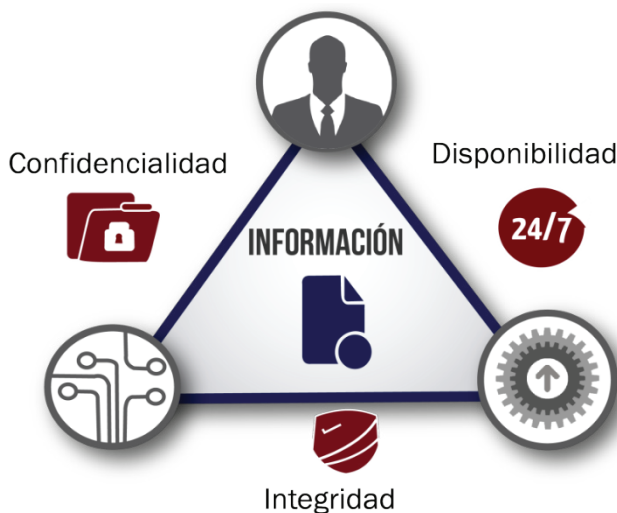 Confidencialidad
Disponibilidad
24/7
INFORMACIÓN
Integridad